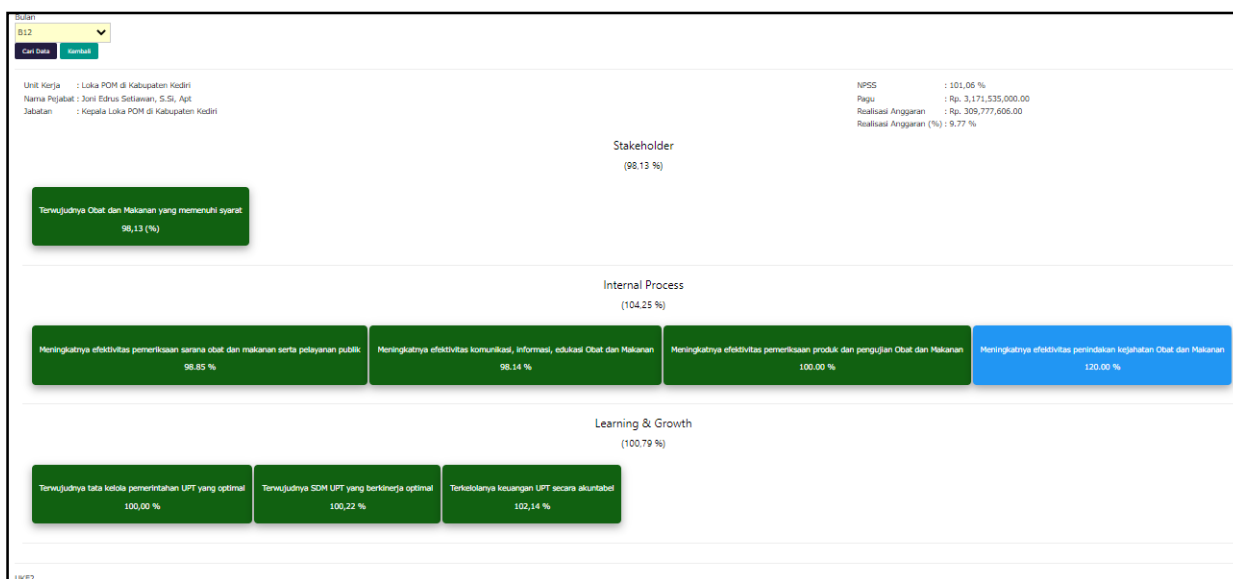 Bulan
B12
Cari Data Kembali
Unit Kerja : Loka POM di Kabupaten Kediri
Nama Pejabat : Joni Edrus Setiawan, S.Si, Apt
Jabatan : Kepala Loka POM di Kabupaten Kediri
NPSS : 101,06 %
Pagu : Rp. 3,171,535,000.00
Realisasi Anggaran : Rp. 309,777,606.00
Realisasi Anggaran (%) : 9.77 %
Stakeholder
(98,13 %)
Terwujudnya Obat dan Makanan yang memenuhi syarat
98,13 (%)
Internal Process
(104,25 %)
Meningkatnya efektivitas pemeriksaan sarana obat dan makanan serta pelayanan publik
98.85 %
Meningkatnya efektivitas komunikasi, informasi, edukasi Obat dan Makanan
98.14 %
Meningkatnya efektivitas pemeriksaan produk dan pengujian Obat dan Makanan
100.00 %
Meningkatnya efektivitas penindakan kejahatan Obat dan Makanan
120.00 %
Learning & Growth
(100,79 %)
Terwujudnya tata kelola pemerintahan UPT yang optimal
100,00 %
Terwujudnya SDM UPT yang berkinerja optimal
100,22 %
Terkelolanya keuangan UPT secara akuntabel
102,14 %